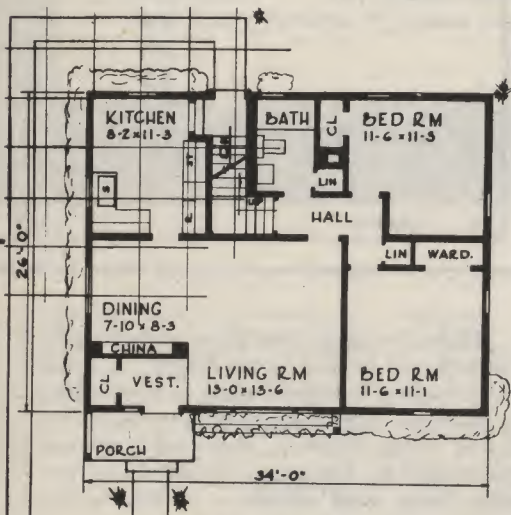 KITCHEN
8-2 x 11-3
BATH
CL
BED RM
11-6 x 11-3
S
LIN
HALL
26'-0"
LIN
WARD.
DINING
7-10 x 8-3
CHINA
CL
VEST.
LIVING RM
13-0 x 13-6
BED RM
11-6 x 11-1
PORCH
34'-0"